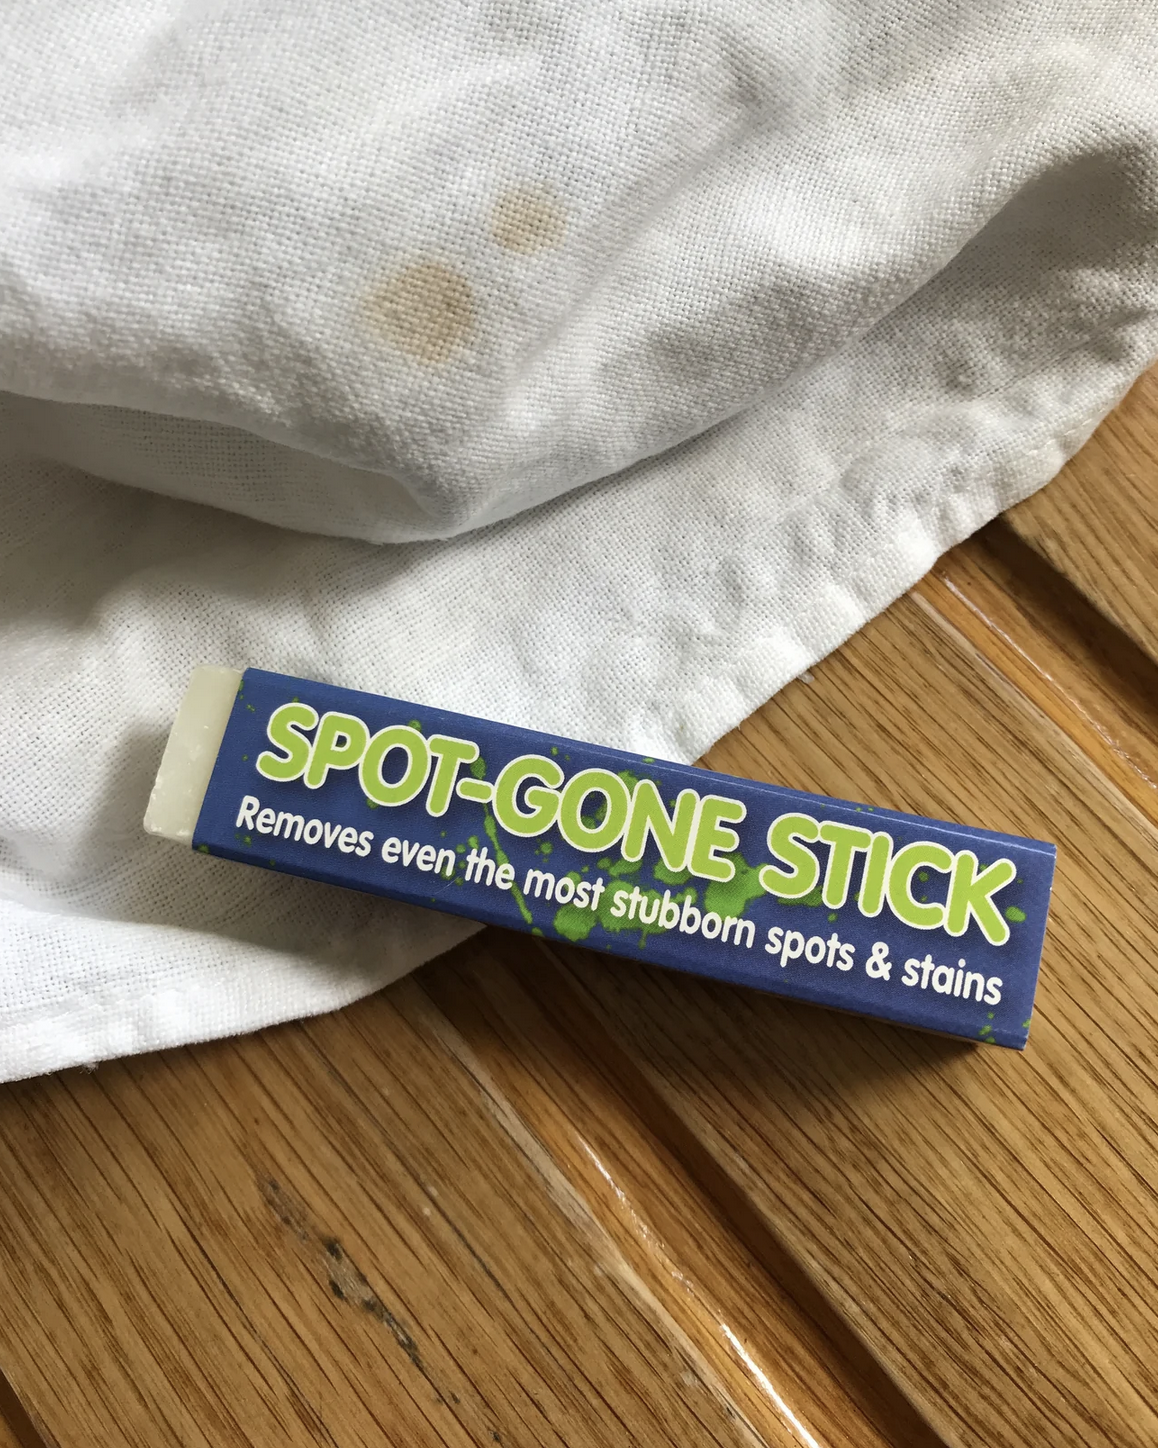 SPOT-GONE STICK
Removes even the most stubborn spots & stains